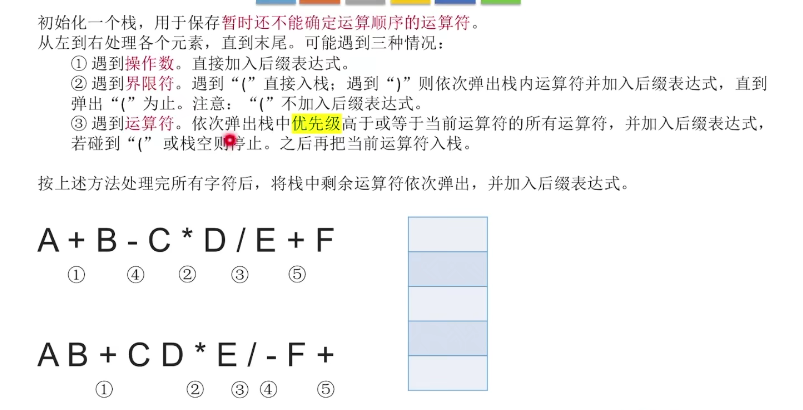 初始化一个栈，用于保存暂时还不能确定运算顺序的运算符。
从左到右处理各个元素，直到末尾。可能遇到三种情况：
① 遇到操作数。直接加入后缀表达式。
② 遇到界限符。遇到“(”直接入栈；遇到“)”则依次弹出栈内运算符并加入后缀表达式，直到
弹出“(”为止。注意：“(”不加入后缀表达式。
③ 遇到运算符。依次弹出栈中优先级高于或等于当前运算符的所有运算符，并加入后缀表达式，
若碰到“(” 或栈空则停止。之后再把当前运算符入栈。
按上述方法处理完所有字符后，将栈中剩余运算符依次弹出，并加入后缀表达式。
A + B - C * D / E + F
① ④ ② ③ ⑤
A B + C D * E / - F +
① ② ③ ④ ⑤